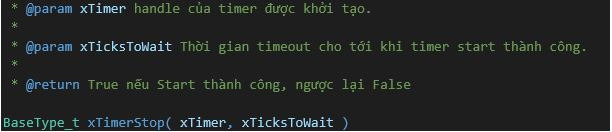 * @param xTimer handle của timer được khởi tạo.
*
* @param xTicksToWait Thời gian timeout cho tới khi timer start thành công.
*
* @return True nếu Start thành công, ngược lại False
BaseType_t xTimerStop( xTimer, xTicksToWait )